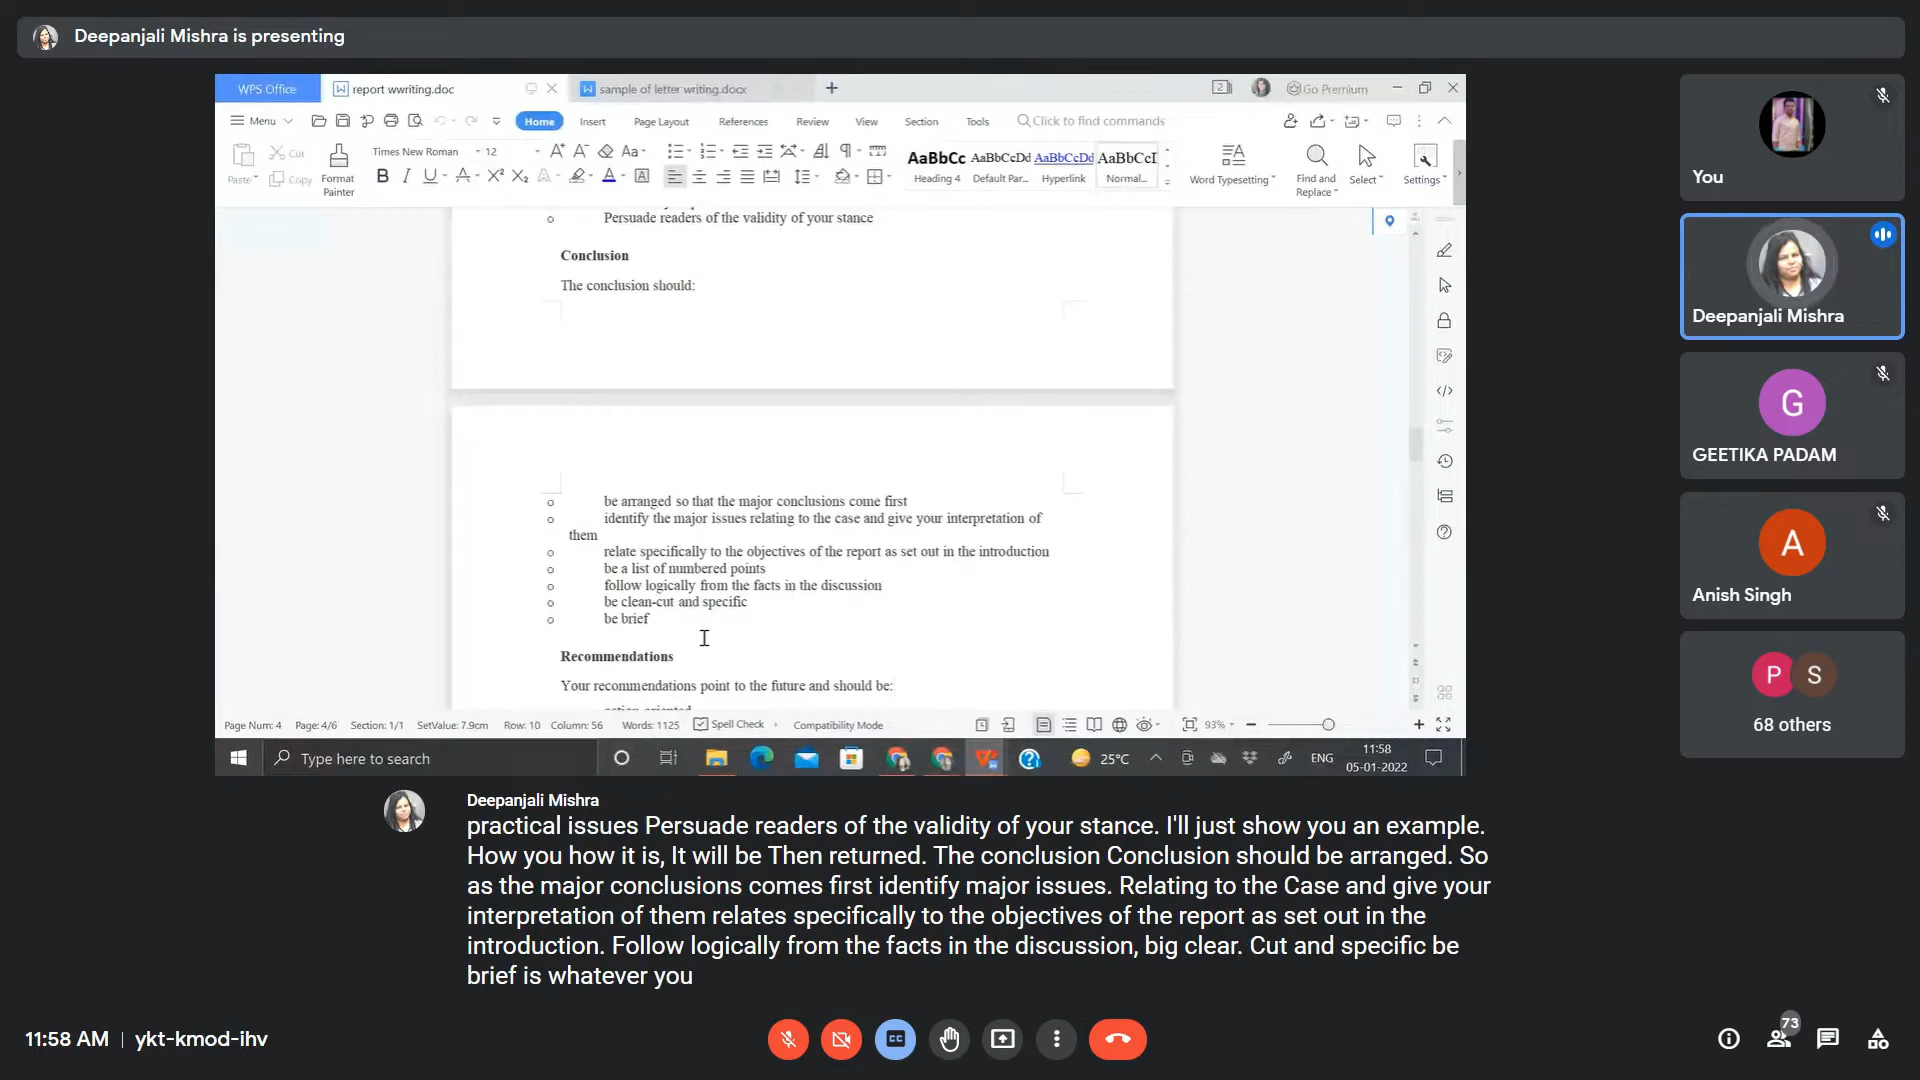 Deepanjali Mishra is presenting
WPS Office
report wwriting.doc
sample of letter writing.docx
2
Go Premium
Menu
Home
Insert
Page Layout
References
Review
View
Section
Tools
Click to find commands
Paste
Cut
Copy
Format
Painter
Times New Roman
12
AaBbCc
Heading 4
AaBbCcDd
Default Par...
AaBbCcDd
Hyperlink
AaBbCcI
Normal...
Word Typesetting
Find and
Replace
Select
Settings
o Persuade readers of the validity of your stance
Conclusion
The conclusion should:
o be arranged so that the major conclusions come first
o identify the major issues relating to the case and give your interpretation of
them
o relate specifically to the objectives of the report as set out in the introduction
o be a list of numbered points
o follow logically from the facts in the discussion
o be clean-cut and specific
o be brief
Recommendations
Your recommendations point to the future and should be:
action-oriented
Page Num: 4 Page: 4/6 Section: 1/1 SetValue: 7.9cm Row: 10 Column: 56 Words: 1125 Spell Check Compatibility Mode 93%
Type here to search
25°C
ENG
11:58
05-01-2022
You
Deepanjali Mishra
G
GEETIKA PADAM
A
Anish Singh
P S
68 others
Deepanjali Mishra
practical issues Persuade readers of the validity of your stance. I'll just show you an example.
How you how it is, It will be Then returned. The conclusion Conclusion should be arranged. So
as the major conclusions comes first identify major issues. Relating to the Case and give your
interpretation of them relates specifically to the objectives of the report as set out in the
introduction. Follow logically from the facts in the discussion, big clear. Cut and specific be
brief is whatever you
11:58 AM | ykt-kmod-ihv
CC
73